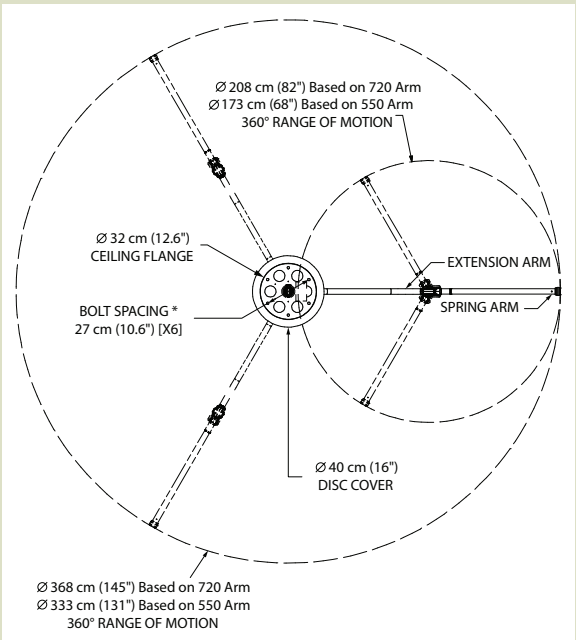 Ø 208 cm (82") Based on 720 Arm
Ø 173 cm (68") Based on 550 Arm
360° RANGE OF MOTION
Ø 32 cm (12.6")
CEILING FLANGE
EXTENSION ARM
BOLT SPACING *
27 cm (10.6") [X6]
SPRING ARM
Ø 40 cm (16")
DISC COVER
Ø 368 cm (145") Based on 720 Arm
Ø 333 cm (131") Based on 550 Arm
360° RANGE OF MOTION